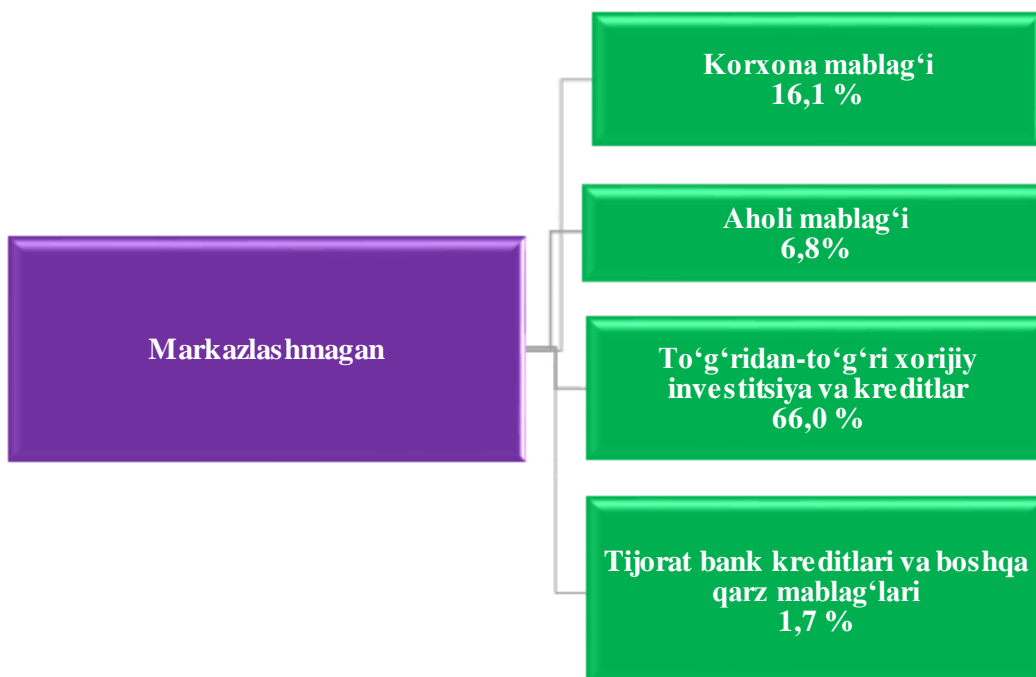 Korxona mablag‘i
16,1 %
Aholi mablag‘i
6,8%
Markazlashmagan
To‘g‘ridan-to‘g‘ri xorijiy
investitsiya va kreditlar
66,0 %
Tijorat bank kreditlari va boshqa
qarz mablag‘lari
1,7 %